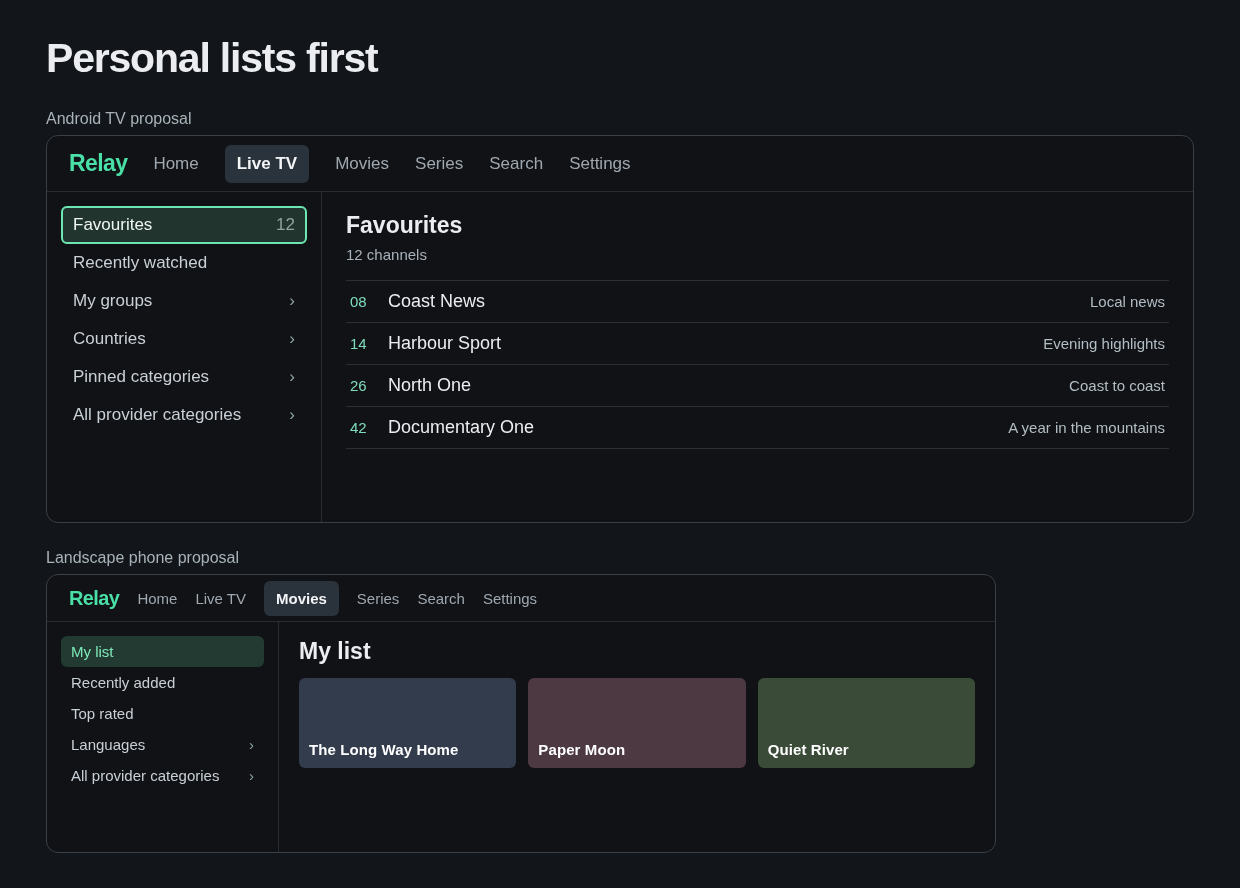 Personal lists first
Android TV proposal
Relay Home Live TV Movies Series Search Settings
Favourites 12
Recently watched
My groups ›
Countries ›
Pinned categories ›
All provider categories ›
Favourites
12 channels
08 Coast News Local news
14 Harbour Sport Evening highlights
26 North One Coast to coast
42 Documentary One A year in the mountains
Landscape phone proposal
Relay Home Live TV Movies Series Search Settings
My list
Recently added
Top rated
Languages ›
All provider categories ›
My list
The Long Way Home
Paper Moon
Quiet River